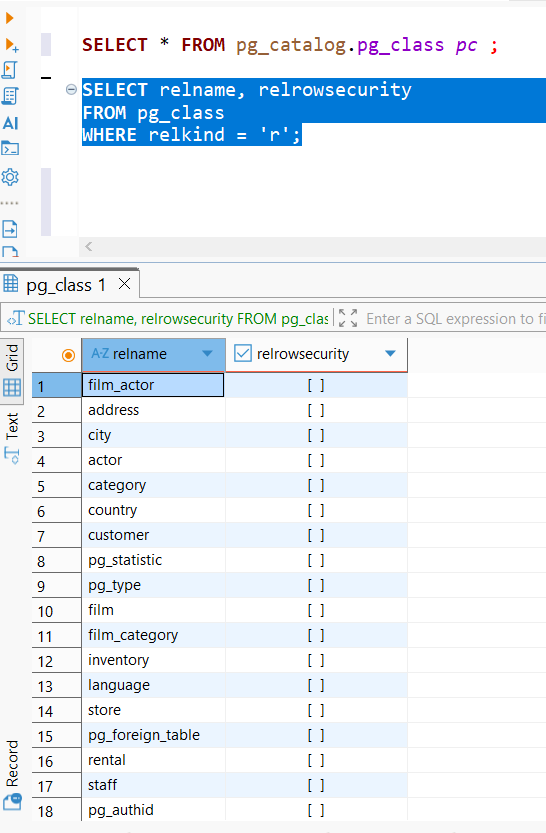 SELECT * FROM pg_catalog.pg_class pc ;
SELECT relname, relrowsecurity
FROM pg_class
WHERE relkind = 'r';
AI
pg_class 1
SELECT relname, relrowsecurity FROM pg_clas
Enter a SQL expression to fi
Grid
Text
Record
A-Z relname
relrowsecurity
1 film_actor [ ]
2 address [ ]
3 city [ ]
4 actor [ ]
5 category [ ]
6 country [ ]
7 customer [ ]
8 pg_statistic [ ]
9 pg_type [ ]
10 film [ ]
11 film_category [ ]
12 inventory [ ]
13 language [ ]
14 store [ ]
15 pg_foreign_table [ ]
16 rental [ ]
17 staff [ ]
18 pg_authid [ ]